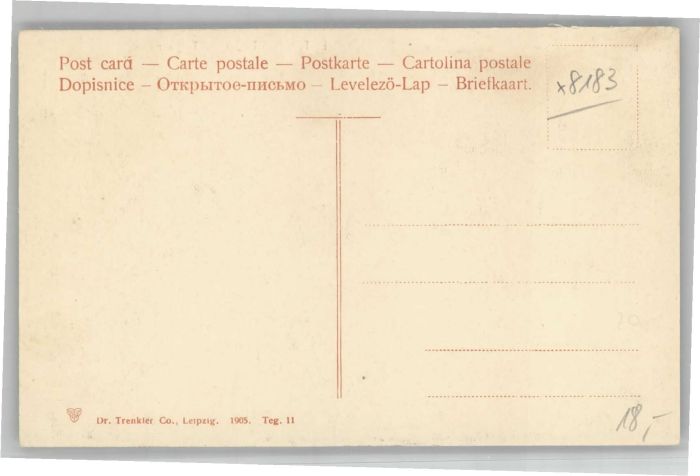 Post card — Carte postale — Postkarte — Cartolina postale
Dopisnice — Открытое-письмо — Levelező-Lap — Briefkaart.
x8183
Dr. Trenkler Co., Leipzig. 1905. Teg. 11
20
18,-